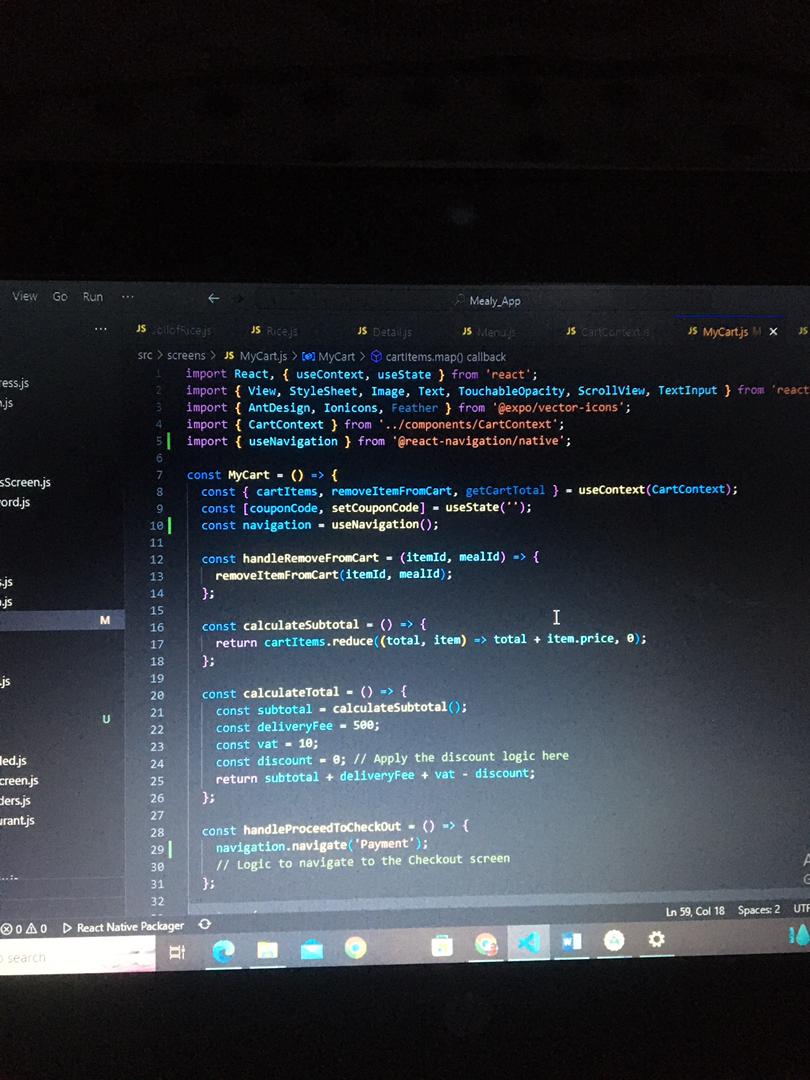 View Go Run ··· ← Mealy_App
··· JS JollofRice.js JS Rice.js JS Detail.js JS Menu.js JS CartContext.js JS MyCart.js M × JS
src > screens > JS MyCart.js > MyCart > cartItems.map() callback
1 import React, { useContext, useState } from 'react';
2 import { View, StyleSheet, Image, Text, TouchableOpacity, ScrollView, TextInput } from 'react
3 import { AntDesign, Ionicons, Feather } from '@expo/vector-icons';
4 import { CartContext } from '../components/CartContext';
5 import { useNavigation } from '@react-navigation/native';
6
7 const MyCart = () => {
8 const { cartItems, removeItemFromCart, getCartTotal } = useContext(CartContext);
9 const [couponCode, setCouponCode] = useState('');
10 const navigation = useNavigation();
11
12 const handleRemoveFromCart = (itemId, mealId) => {
13 removeItemFromCart(itemId, mealId);
14 };
15
16 const calculateSubtotal = () => {
17 return cartItems.reduce((total, item) => total + item.price, 0);
18 };
19
20 const calculateTotal = () => {
21 const subtotal = calculateSubtotal();
22 const deliveryFee = 500;
23 const vat = 10;
24 const discount = 0; // Apply the discount logic here
25 return subtotal + deliveryFee + vat - discount;
26 };
27
28 const handleProceedToCheckOut = () => {
29 navigation.navigate('Payment');
30 // Logic to navigate to the Checkout screen
31 };
32
ress.js
n.js
sScreen.js
ord.js
s.js
n.js
M
.js
U
led.js
creen.js
ders.js
urant.js
0 0 React Native Packager Ln 59, Col 18 Spaces: 2 UTF
search